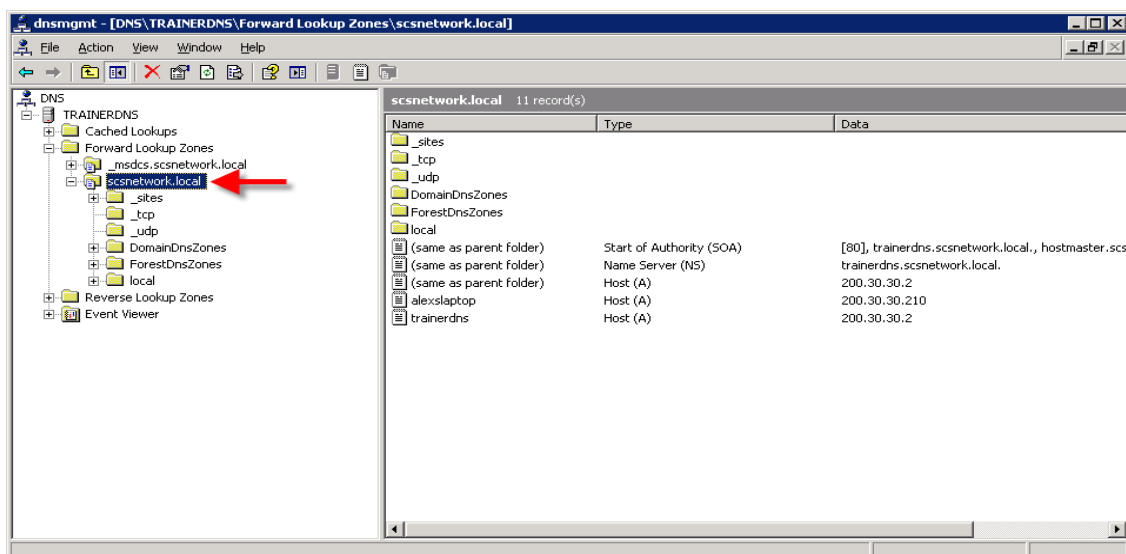 dnsmgmt - [DNS\TRAINERDNS\Forward Lookup Zones\scsnetwork.local]
File Action View Window Help
DNS
TRAINERDNS
Cached Lookups
Forward Lookup Zones
_msdcs.scsnetwork.local
scsnetwork.local
_sites
_tcp
_udp
DomainDnsZones
ForestDnsZones
local
Reverse Lookup Zones
Event Viewer
scsnetwork.local 11 record(s)
Name Type Data
_sites
_tcp
_udp
DomainDnsZones
ForestDnsZones
local
(same as parent folder) Start of Authority (SOA) [80], trainerdns.scsnetwork.local., hostmaster.scs
(same as parent folder) Name Server (NS) trainerdns.scsnetwork.local.
(same as parent folder) Host (A) 200.30.30.2
alexslaptop Host (A) 200.30.30.210
trainerdns Host (A) 200.30.30.2